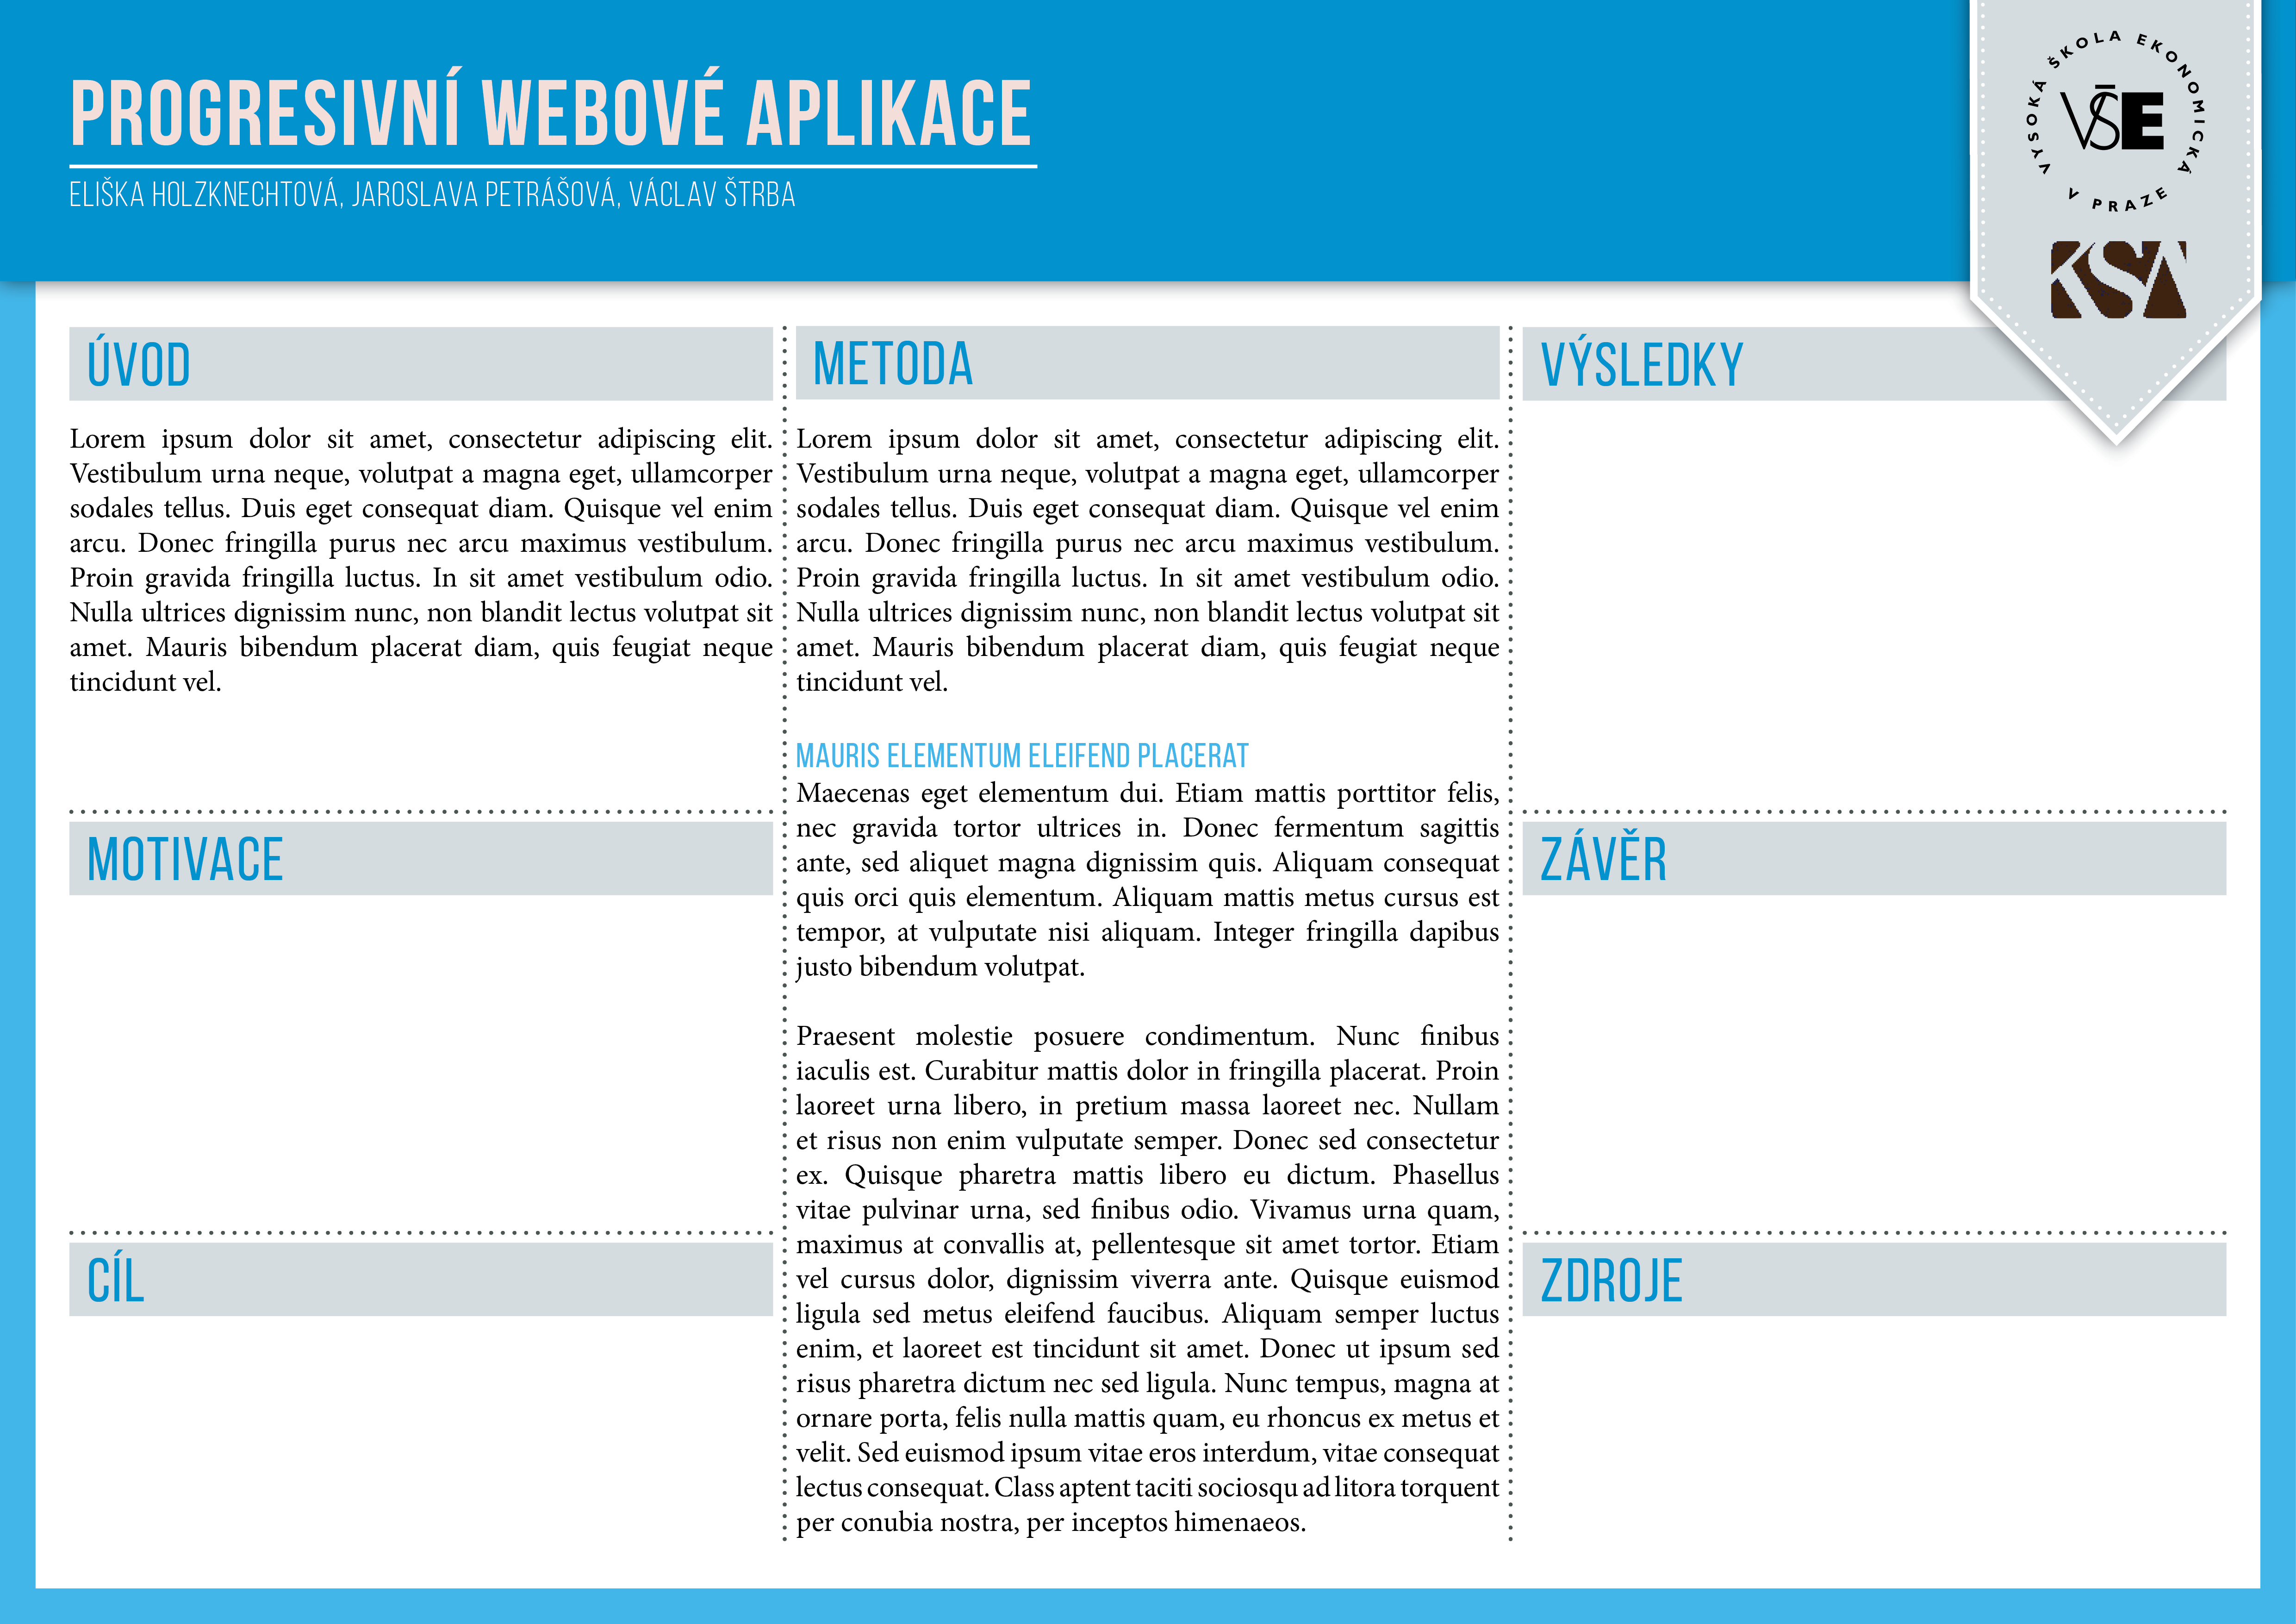 PROGRESIVNÍ WEBOVÉ APLIKACE
ELIŠKA HOLZKNECHTOVÁ, JAROSLAVA PETRÁŠOVÁ, VÁCLAV ŠTRBA
VYSOKÁ ŠKOLA EKONOMICKÁ
V PRAZE
VŠE
KSA
ÚVOD
Lorem ipsum dolor sit amet, consectetur adipiscing elit.
Vestibulum urna neque, volutpat a magna eget, ullamcorper
sodales tellus. Duis eget consequat diam. Quisque vel enim
arcu. Donec fringilla purus nec arcu maximus vestibulum.
Proin gravida fringilla luctus. In sit amet vestibulum odio.
Nulla ultrices dignissim nunc, non blandit lectus volutpat sit
amet. Mauris bibendum placerat diam, quis feugiat neque
tincidunt vel.
MOTIVACE
CÍL
METODA
Lorem ipsum dolor sit amet, consectetur adipiscing elit.
Vestibulum urna neque, volutpat a magna eget, ullamcorper
sodales tellus. Duis eget consequat diam. Quisque vel enim
arcu. Donec fringilla purus nec arcu maximus vestibulum.
Proin gravida fringilla luctus. In sit amet vestibulum odio.
Nulla ultrices dignissim nunc, non blandit lectus volutpat sit
amet. Mauris bibendum placerat diam, quis feugiat neque
tincidunt vel.
MAURIS ELEMENTUM ELEIFEND PLACERAT
Maecenas eget elementum dui. Etiam mattis porttitor felis,
nec gravida tortor ultrices in. Donec fermentum sagittis
ante, sed aliquet magna dignissim quis. Aliquam consequat
quis orci quis elementum. Aliquam mattis metus cursus est
tempor, at vulputate nisi aliquam. Integer fringilla dapibus
justo bibendum volutpat.
Praesent molestie posuere condimentum. Nunc finibus
iaculis est. Curabitur mattis dolor in fringilla placerat. Proin
laoreet urna libero, in pretium massa laoreet nec. Nullam
et risus non enim vulputate semper. Donec sed consectetur
ex. Quisque pharetra mattis libero eu dictum. Phasellus
vitae pulvinar urna, sed finibus odio. Vivamus urna quam,
maximus at convallis at, pellentesque sit amet tortor. Etiam
vel cursus dolor, dignissim viverra ante. Quisque euismod
ligula sed metus eleifend faucibus. Aliquam semper luctus
enim, et laoreet est tincidunt sit amet. Donec ut ipsum sed
risus pharetra dictum nec sed ligula. Nunc tempus, magna at
ornare porta, felis nulla mattis quam, eu rhoncus ex metus et
velit. Sed euismod ipsum vitae eros interdum, vitae consequat
lectus consequat. Class aptent taciti sociosqu ad litora torquent
per conubia nostra, per inceptos himenaeos.
VÝSLEDKY
ZÁVĚR
ZDROJE